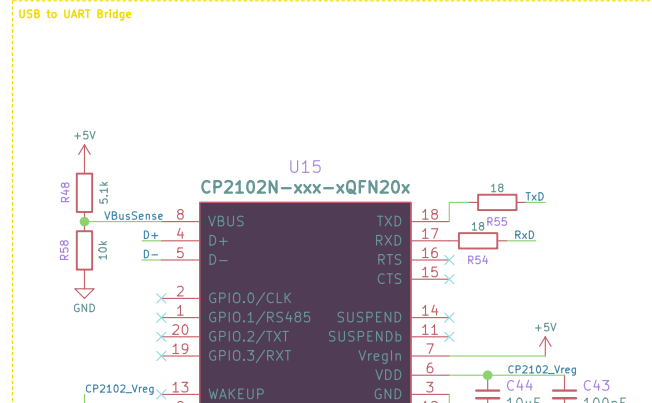 USB to UART Bridge
+5V
U15
CP2102N-xxx-xQFN20x
R48
5.1k
VBusSense 8 VBUS
D+ 4 D+
D- 5 D-
R58
10k
GND
2 GPIO.0/CLK
1 GPIO.1/RS485
20 GPIO.2/TXT
19 GPIO.3/RXT
CP2102_Vreg 13 WAKEUP
TXD 18
18
TxD
R55
RXD 17
18
RxD
R54
RTS 16
CTS 15
SUSPEND 14
SUSPENDb 11
+5V
VregIn 7
VDD 6
CP2102_Vreg
GND 3
C44
C43